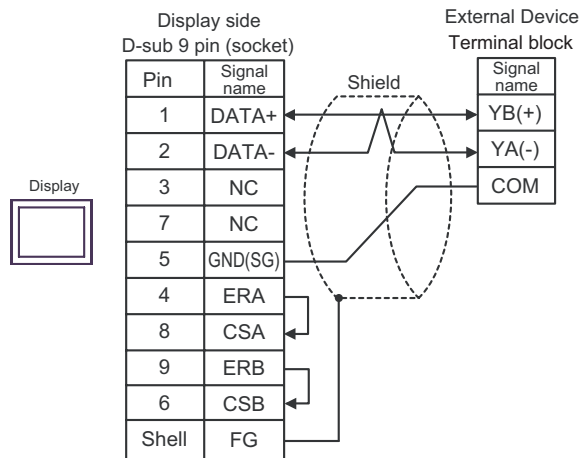 Display side
D-sub 9 pin (socket)
External Device
Terminal block
Pin
Signal
name
Shield
Signal
name
1
DATA+
YB(+)
2
DATA-
YA(-)
Display
3
NC
COM
7
NC
5
GND(SG)
4
ERA
8
CSA
9
ERB
6
CSB
Shell
FG